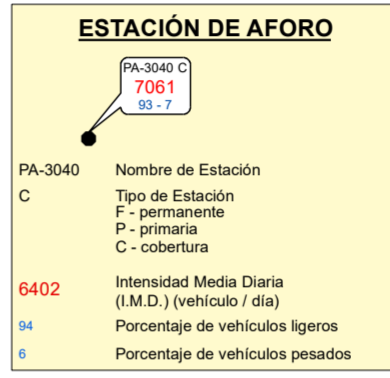 ESTACIÓN DE AFORO
PA-3040 C
7061
93 - 7
PA-3040 Nombre de Estación
C Tipo de Estación
F - permanente
P - primaria
C - cobertura
6402 Intensidad Media Diaria
(I.M.D.) (vehículo / día)
94 Porcentaje de vehículos ligeros
6 Porcentaje de vehículos pesados